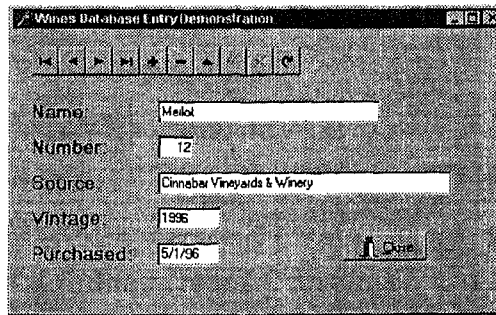 Wines Database Entry Demonstration
Name: Merlot
Number: 12
Source: Cinnabar Vineyards & Winery
Vintage: 1996
Purchased: 5/1/96
Close